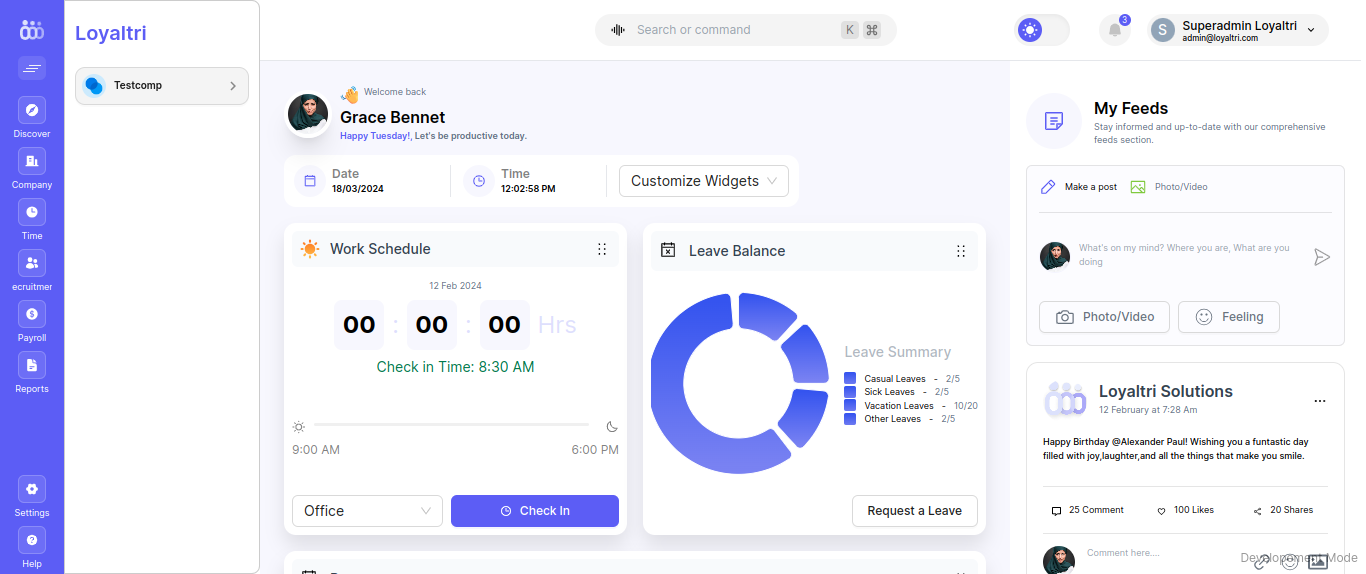 Loyaltri
Testcomp
Discover
Company
Time
ecruitmer
Payroll
Reports
Settings
Help
Search or command
K ⌘
3
S
Superadmin Loyaltri
admin@loyaltri.com
Welcome back
Grace Bennet
Happy Tuesday!, Let's be productive today.
Date
18/03/2024
Time
12:02:58 PM
Customize Widgets
Work Schedule
12 Feb 2024
00 : 00 : 00 Hrs
Check in Time: 8:30 AM
9:00 AM
6:00 PM
Office
Check In
Leave Balance
Leave Summary
Casual Leaves - 2/5
Sick Leaves - 2/5
Vacation Leaves - 10/20
Other Leaves - 2/5
Request a Leave
My Feeds
Stay informed and up-to-date with our comprehensive
feeds section.
Make a post
Photo/Video
What's on my mind? Where you are, What are you
doing
Photo/Video
Feeling
Loyaltri Solutions
12 February at 7:28 Am
Happy Birthday @Alexander Paul! Wishing you a funtastic day
filled with joy,laughter,and all the things that make you smile.
25 Comment
100 Likes
20 Shares
Comment here....
Development Mode